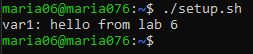 maria06@maria076:~$ ./setup.sh
var1: hello from lab 6
maria06@maria076:~$